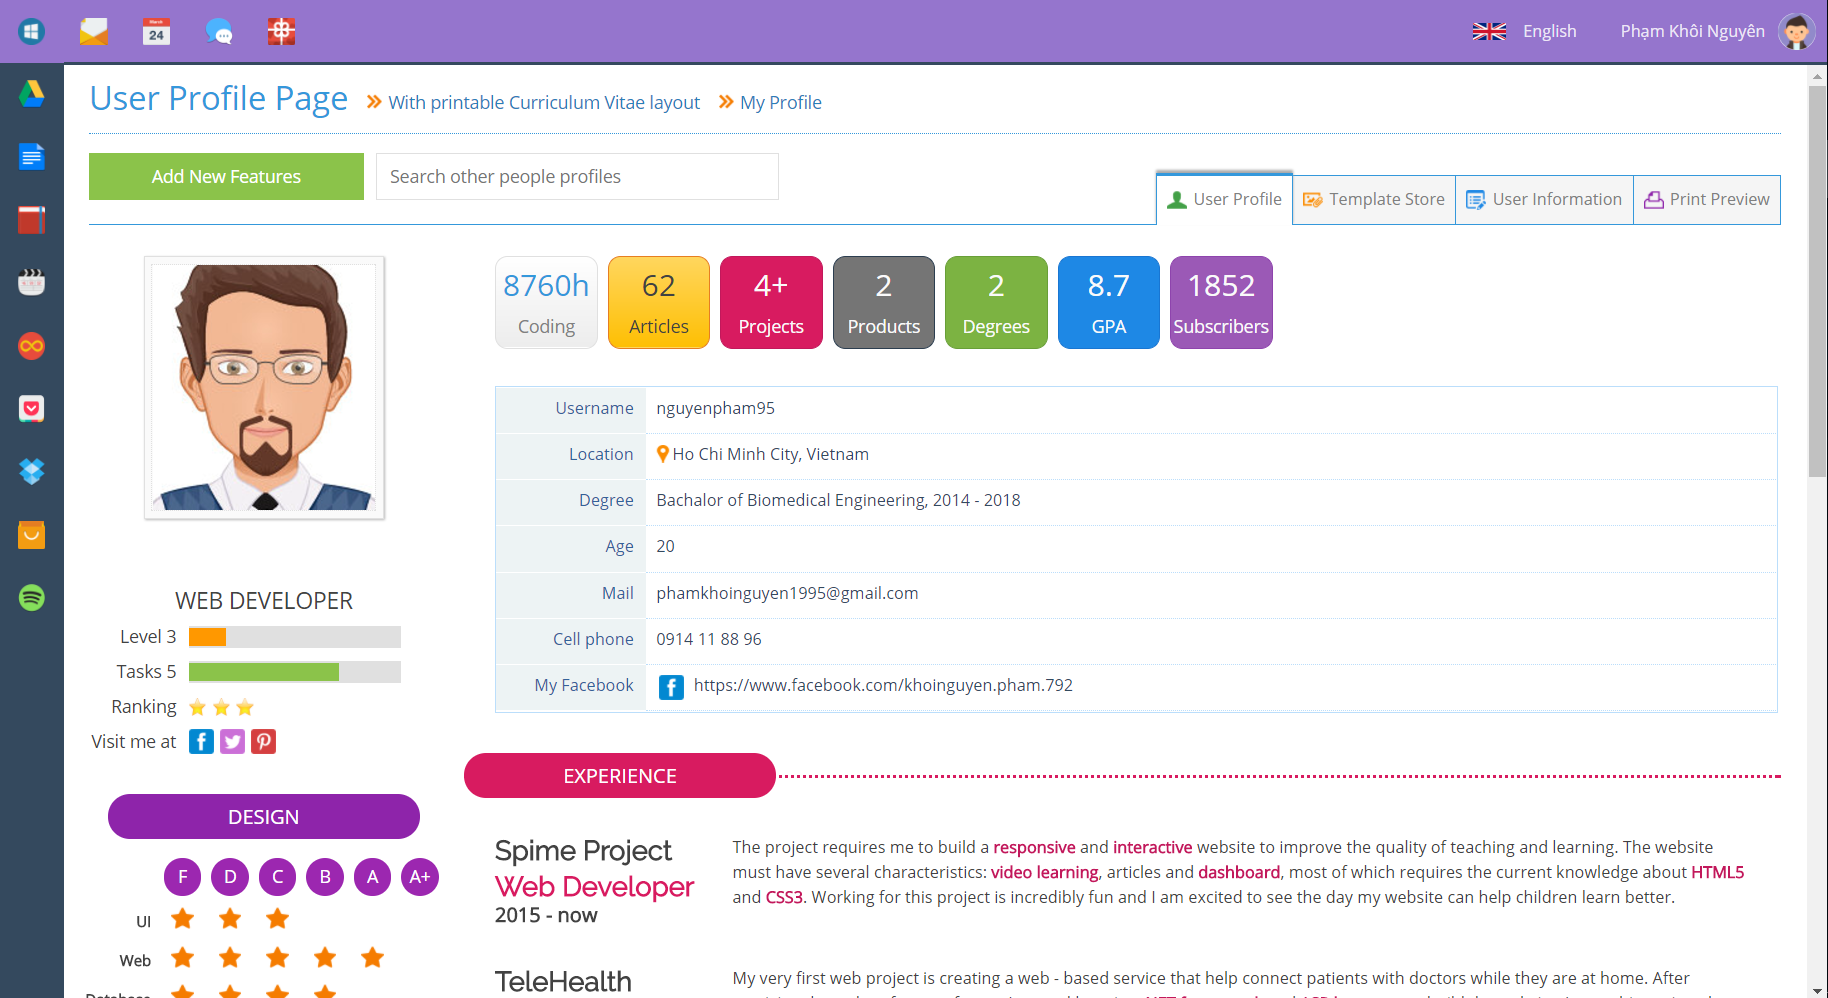 March
24
English
Phạm Khôi Nguyên
User Profile Page
With printable Curriculum Vitae layout
My Profile
Add New Features
Search other people profiles
User Profile
Template Store
User Information
Print Preview
8760h
Coding
62
Articles
4+
Projects
2
Products
2
Degrees
8.7
GPA
1852
Subscribers
Username
nguyenpham95
Location
Ho Chi Minh City, Vietnam
Degree
Bachalor of Biomedical Engineering, 2014 - 2018
Age
20
Mail
phamkhoinguyen1995@gmail.com
Cell phone
0914 11 88 96
My Facebook
https://www.facebook.com/khoinguyen.pham.792
WEB DEVELOPER
Level 3
Tasks 5
Ranking
Visit me at
DESIGN
F D C B A A+
UI
Web
Database
EXPERIENCE
Spime Project
Web Developer
2015 - now
The project requires me to build a responsive and interactive website to improve the quality of teaching and learning. The website
must have several characteristics: video learning, articles and dashboard, most of which requires the current knowledge about HTML5
and CSS3. Working for this project is incredibly fun and I am excited to see the day my website can help children learn better.
TeleHealth
My very first web project is creating a web - based service that help connect patients with doctors while they are at home. After